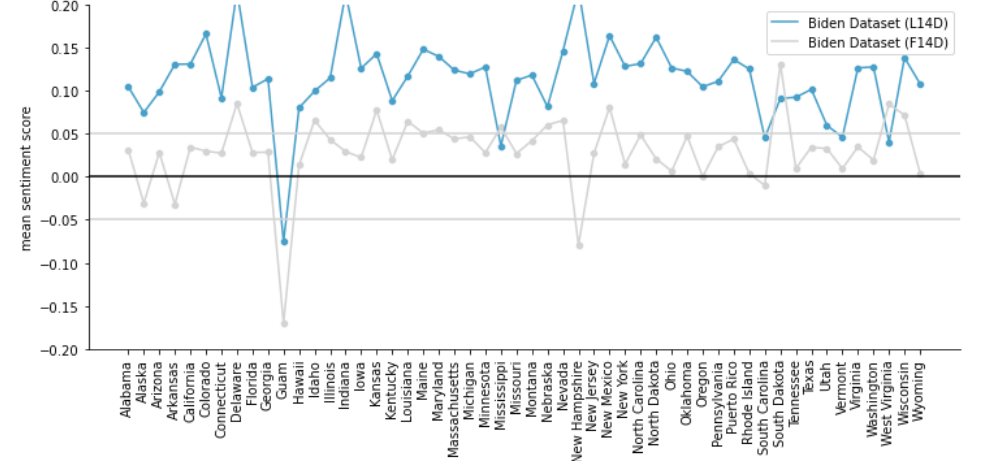 0.20
0.15
0.10
0.05
0.00
−0.05
−0.10
−0.15
−0.20
mean sentiment score
Biden Dataset (L14D)
Biden Dataset (F14D)
Alabama
Alaska
Arizona
Arkansas
California
Colorado
Connecticut
Delaware
Florida
Georgia
Guam
Hawaii
Idaho
Illinois
Indiana
Iowa
Kansas
Kentucky
Louisiana
Maine
Maryland
Massachusetts
Michigan
Minnesota
Mississippi
Missouri
Montana
Nebraska
Nevada
New Hampshire
New Jersey
New Mexico
New York
North Carolina
North Dakota
Ohio
Oklahoma
Oregon
Pennsylvania
Puerto Rico
Rhode Island
South Carolina
South Dakota
Tennessee
Texas
Utah
Vermont
Virginia
Washington
West Virginia
Wisconsin
Wyoming